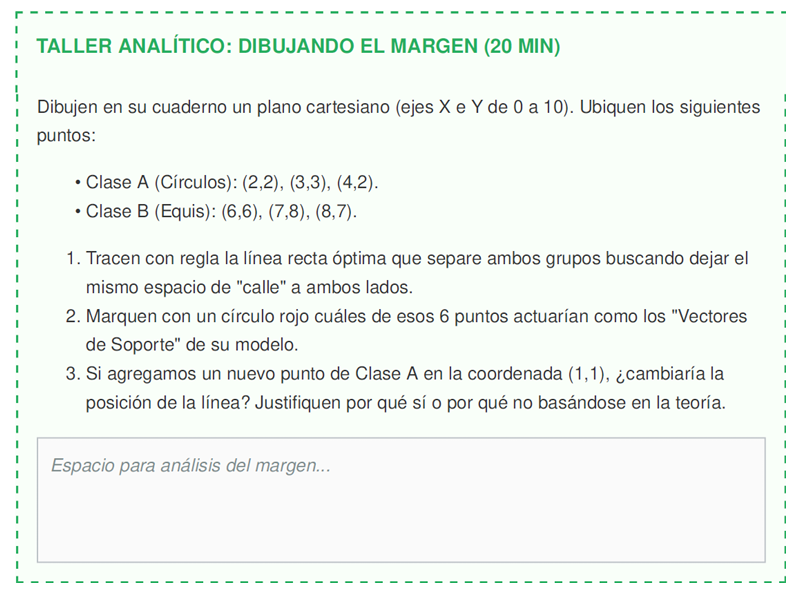 TALLER ANALÍTICO: DIBUJANDO EL MARGEN (20 MIN)
Dibujen en su cuaderno un plano cartesiano (ejes X e Y de 0 a 10). Ubiquen los siguientes
puntos:
• Clase A (Círculos): (2,2), (3,3), (4,2).
• Clase B (Equis): (6,6), (7,8), (8,7).
1. Tracen con regla la línea recta óptima que separe ambos grupos buscando dejar el
mismo espacio de "calle" a ambos lados.
2. Marquen con un círculo rojo cuáles de esos 6 puntos actuarían como los "Vectores
de Soporte" de su modelo.
3. Si agregamos un nuevo punto de Clase A en la coordenada (1,1), ¿cambiaría la
posición de la línea? Justifiquen por qué sí o por qué no basándose en la teoría.
Espacio para análisis del margen...